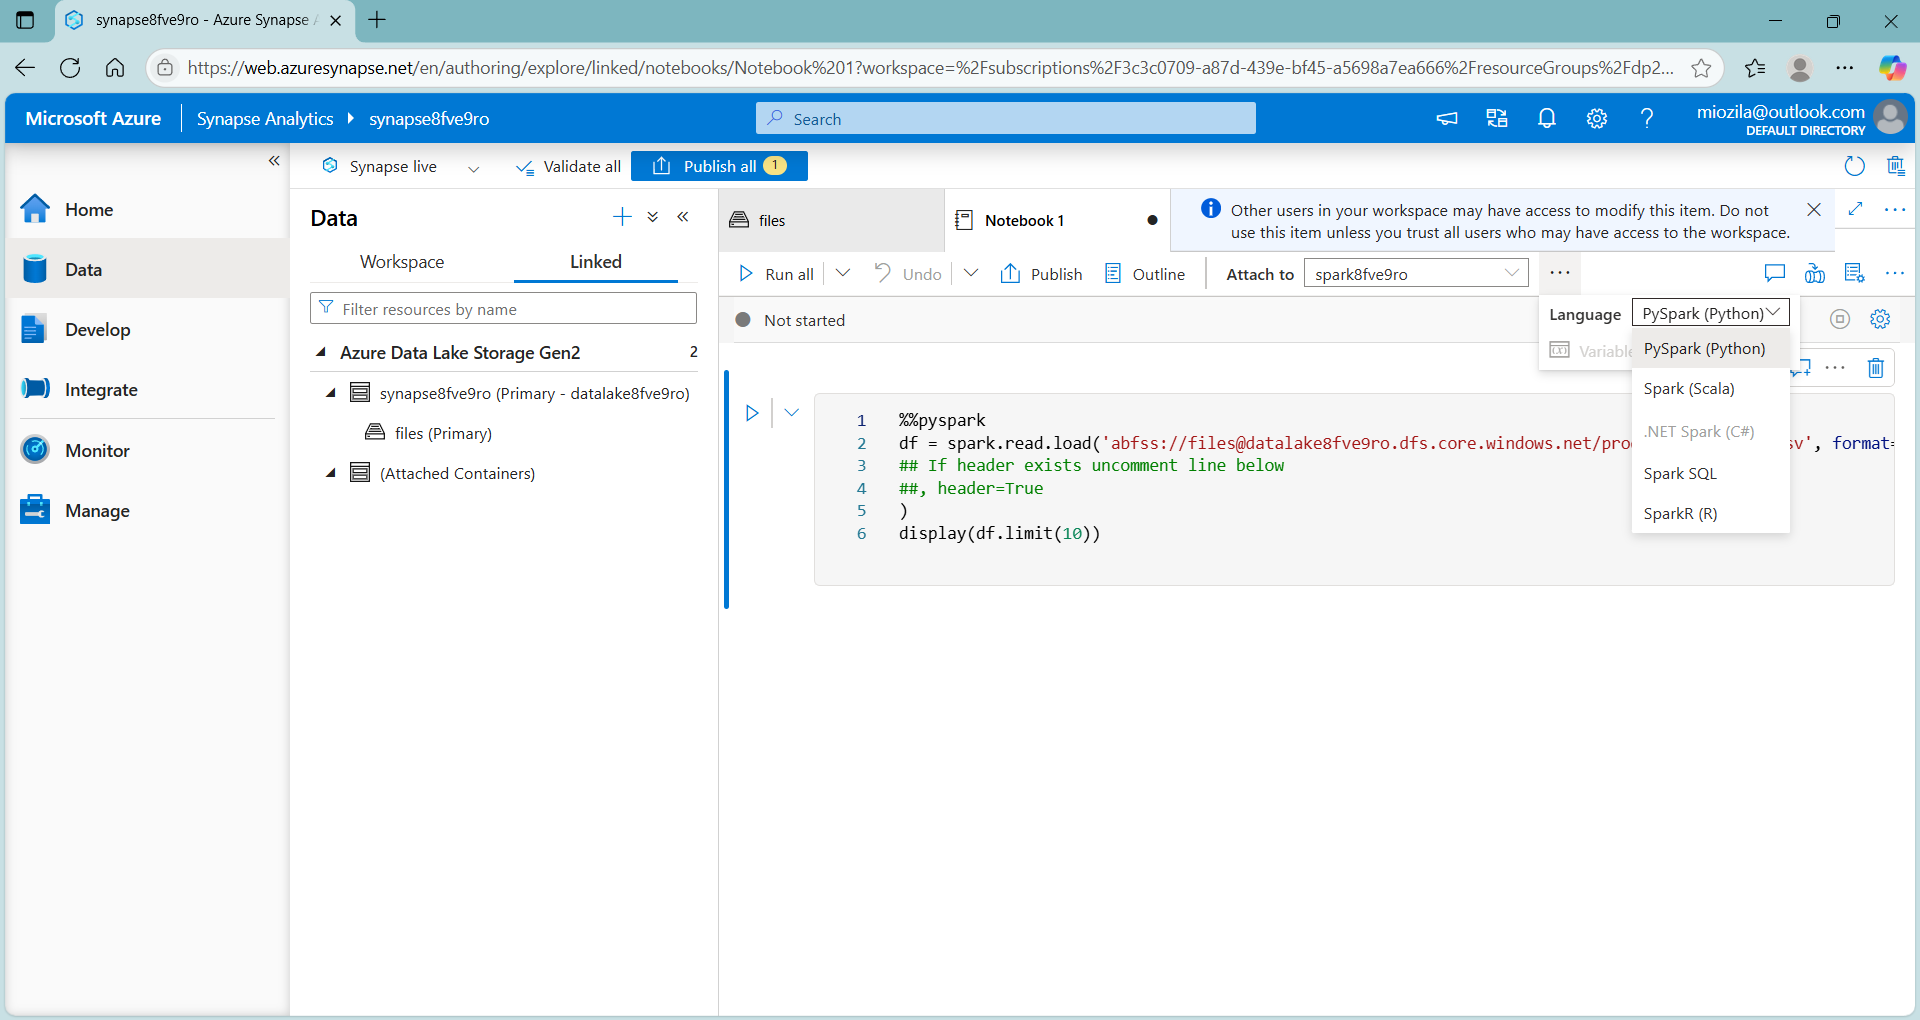 synapse8fve9ro - Azure Synapse
https://web.azuresynapse.net/en/authoring/explore/linked/notebooks/Notebook%201?workspace=%2Fsubscriptions%2F3c3c0709-a87d-439e-bf45-a5698a7ea666%2FresourceGroups%2Fdp2...
Microsoft Azure
Synapse Analytics
synapse8fve9ro
Search
miozila@outlook.com
DEFAULT DIRECTORY
Synapse live
Validate all
Publish all 1
Home
Data
Develop
Integrate
Monitor
Manage
Data
Workspace
Linked
Filter resources by name
Azure Data Lake Storage Gen2 2
synapse8fve9ro (Primary - datalake8fve9ro)
files (Primary)
(Attached Containers)
files
Notebook 1
Other users in your workspace may have access to modify this item. Do not
use this item unless you trust all users who may have access to the workspace.
Run all
Undo
Publish
Outline
Attach to
spark8fve9ro
Not started
Language
PySpark (Python)
Variable
PySpark (Python)
Spark (Scala)
.NET Spark (C#)
Spark SQL
SparkR (R)
1 %%pyspark
2 df = spark.read.load('abfss://files@datalake8fve9ro.dfs.core.windows.net/pro sv', format=
3 ## If header exists uncomment line below
4 ##, header=True
5 )
6 display(df.limit(10))